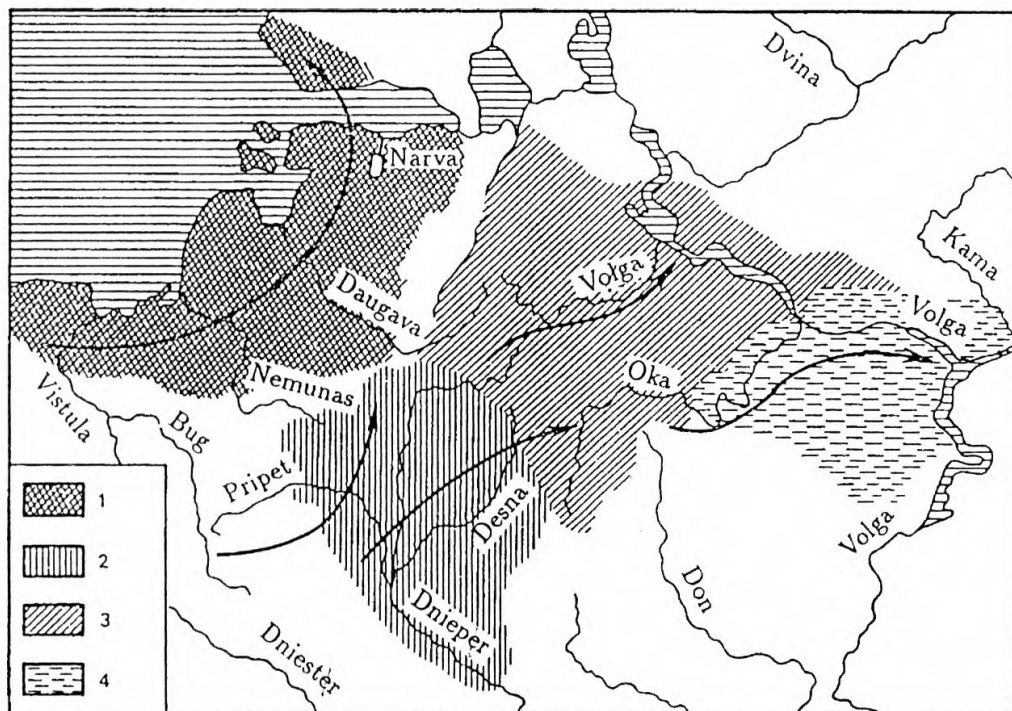 Dvina
Narva
Kama
Volga
Daugava
Volga
Oka
Nemunas
Vistula
Bug
Pripet
Desna
Volga
Don
Dnieper
Dniester
1
2
3
4